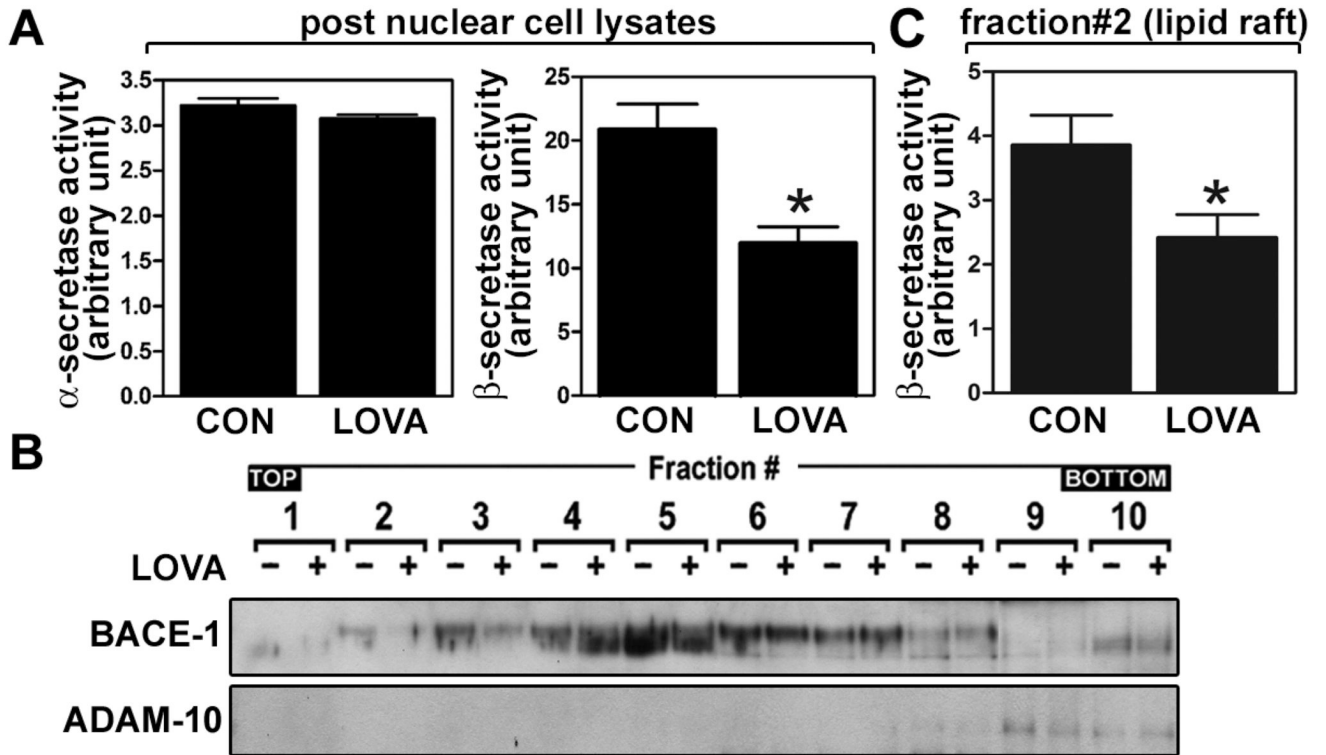 A
post nuclear cell lysates
C
fraction#2 (lipid raft)
α-secretase activity
(arbitrary unit)
3.5
3.0
2.5
2.0
1.5
1.0
0.5
0.0
CON
LOVA
β-secretase activity
(arbitrary unit)
25
20
15
10
5
0
*
CON
LOVA
β-secretase activity
(arbitrary unit)
5
4
3
2
1
0
*
CON
LOVA
B
TOP
Fraction #
BOTTOM
1 2 3 4 5 6 7 8 9 10
LOVA − + − + − + − + − + − + − + − + − + − +
BACE-1
ADAM-10